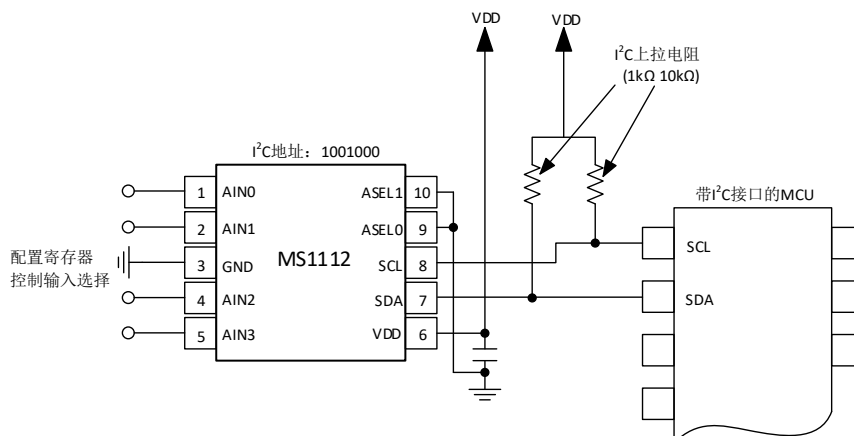 VDD
VDD
I²C上拉电阻
(1kΩ 10kΩ)
I²C地址：1001000
带I²C接口的MCU
1 AIN0
ASEL1 10
2 AIN1
ASEL0 9
配置寄存器
控制输入选择
3 GND
MS1112
SCL 8
4 AIN2
SDA 7
5 AIN3
VDD 6
SCL
SDA